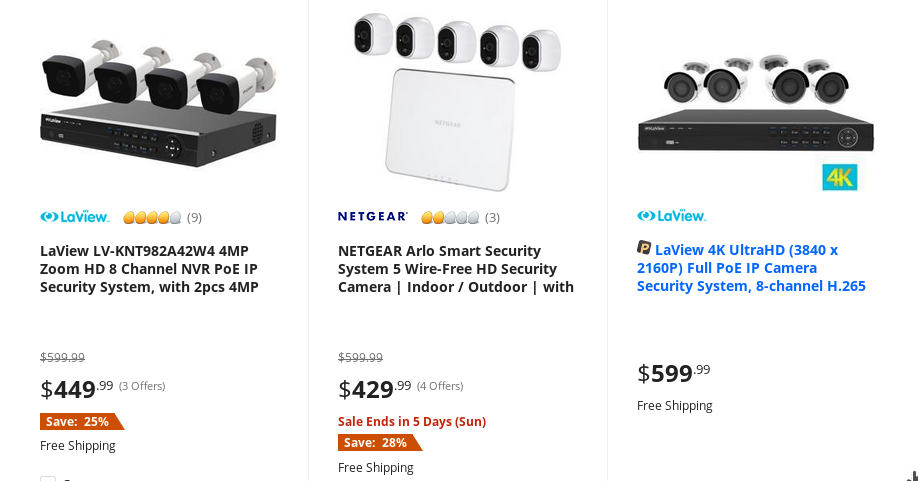 NETGEAR
LaView
LaView
4K
LaView (9)
LaView LV-KNT982A42W4 4MP
Zoom HD 8 Channel NVR PoE IP
Security System, with 2pcs 4MP
$599.99
$449.99 (3 Offers)
Save: 25%
Free Shipping
NETGEAR (3)
NETGEAR Arlo Smart Security
System 5 Wire-Free HD Security
Camera | Indoor / Outdoor | with
$599.99
$429.99 (4 Offers)
Sale Ends in 5 Days (Sun)
Save: 28%
Free Shipping
LaView
P LaView 4K UltraHD (3840 x
2160P) Full PoE IP Camera
Security System, 8-channel H.265
$599.99
Free Shipping